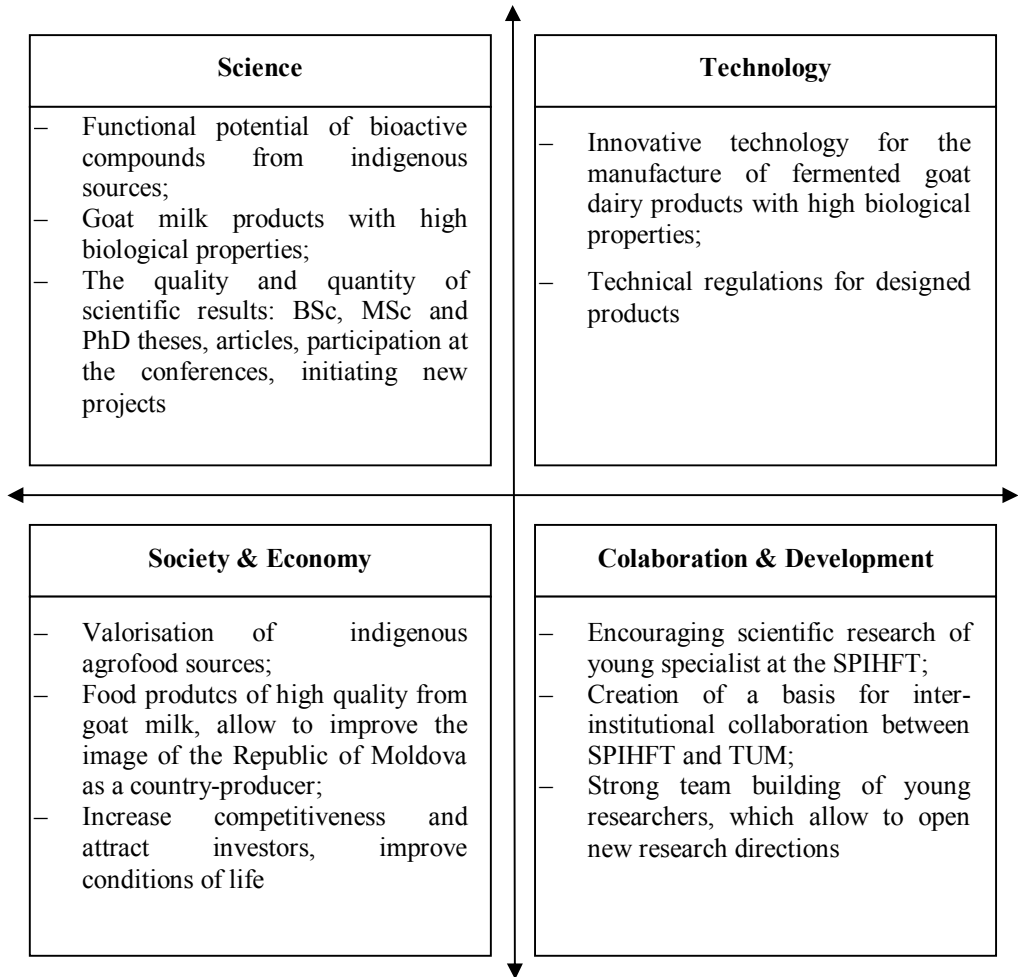 Science
– Functional potential of bioactive
compounds from indigenous
sources;
– Goat milk products with high
biological properties;
– The quality and quantity of
scientific results: BSc, MSc and
PhD theses, articles, participation at
the conferences, initiating new
projects
Technology
– Innovative technology for the
manufacture of fermented goat
dairy products with high biological
properties;
– Technical regulations for designed
products
Society & Economy
– Valorisation of indigenous
agrofood sources;
– Food produtcs of high quality from
goat milk, allow to improve the
image of the Republic of Moldova
as a country-producer;
– Increase competitiveness and
attract investors, improve
conditions of life
Colaboration & Development
– Encouraging scientific research of
young specialist at the SPIHFT;
– Creation of a basis for inter-
institutional collaboration between
SPIHFT and TUM;
– Strong team building of young
researchers, which allow to open
new research directions